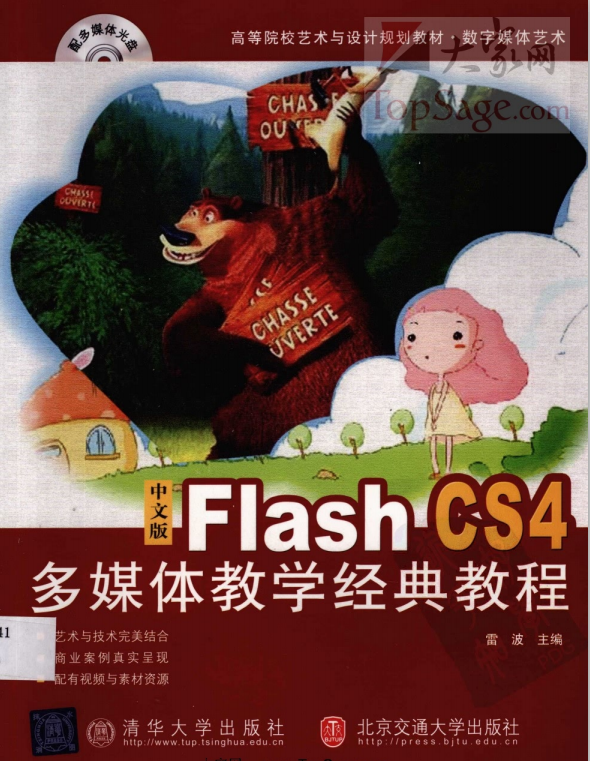 配多媒体光盘
高等院校艺术与设计规划教材·数字媒体艺术
大家网
TopSage.com
CHASSE
OUVERTE
CHASSE
OUVERTE
CHASSE
OUVERTE
中文版
Flash CS4
多媒体教学经典教程
41
艺术与技术完美结合
商业案例真实呈现
配有视频与素材资源
雷 波 主编
清华大学出版社
http://www.tup.tsinghua.edu.cn
BJTUP
北京交通大学出版社
http://press.bjtu.edu.cn